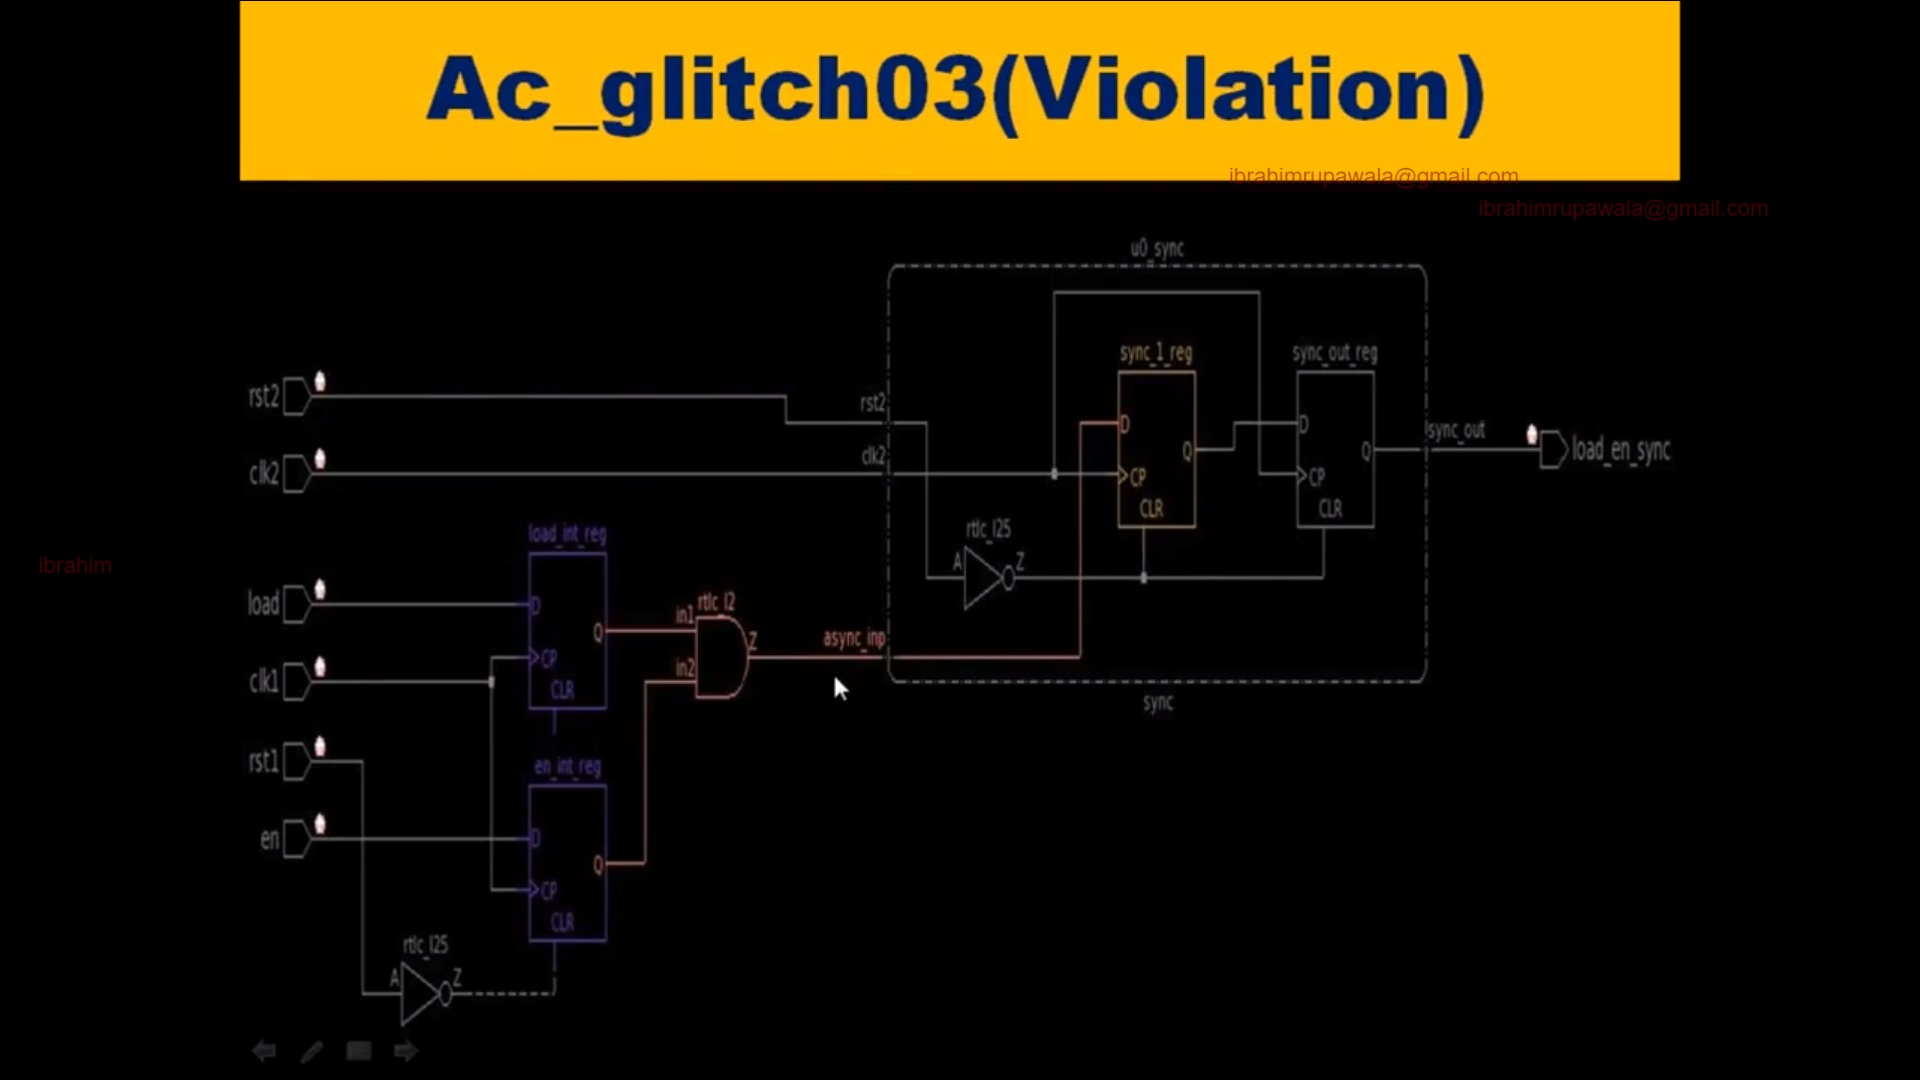 Ac_glitch03(Violation)
ibrahimrupawala@gmail.com
ibrahimrupawala@gmail.com
u0_sync
sync_1_reg
sync_out_reg
rst2
rst2
D
Q
CP
CLR
D
Q
CP
CLR
sync_out
load_en_sync
clk2
clk2
rtlc_I25
A
Z
load_int_reg
ibrahim
load
D
Q
CP
CLR
in1
rtlc_I2
Z
in2
async_inp
clk1
sync
rst1
en_int_reg
en
D
Q
CP
CLR
rtlc_I25
A
Z